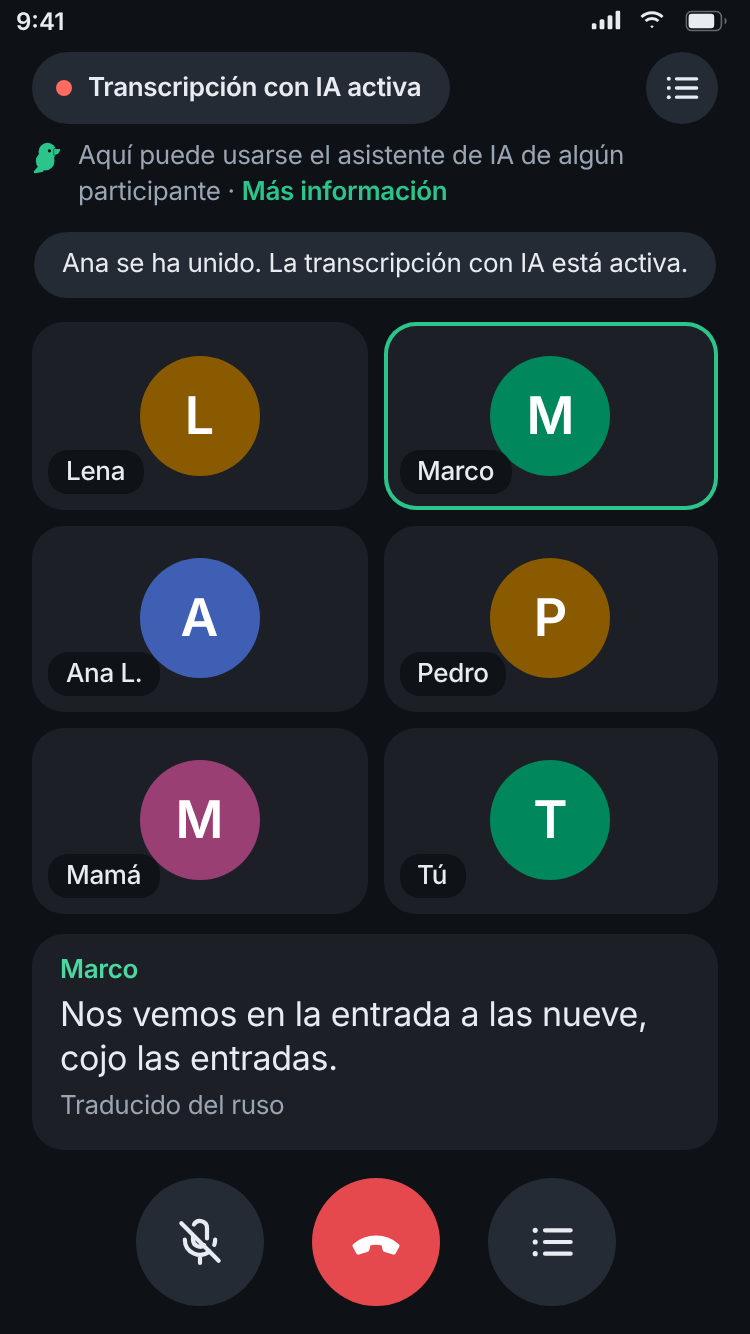 9:41
Transcripción con IA activa
Aquí puede usarse el asistente de IA de algún
participante · Más información
Ana se ha unido. La transcripción con IA está activa.
L
Lena
M
Marco
A
Ana L.
P
Pedro
M
Mamá
T
Tú
Marco
Nos vemos en la entrada a las nueve,
cojo las entradas.
Traducido del ruso